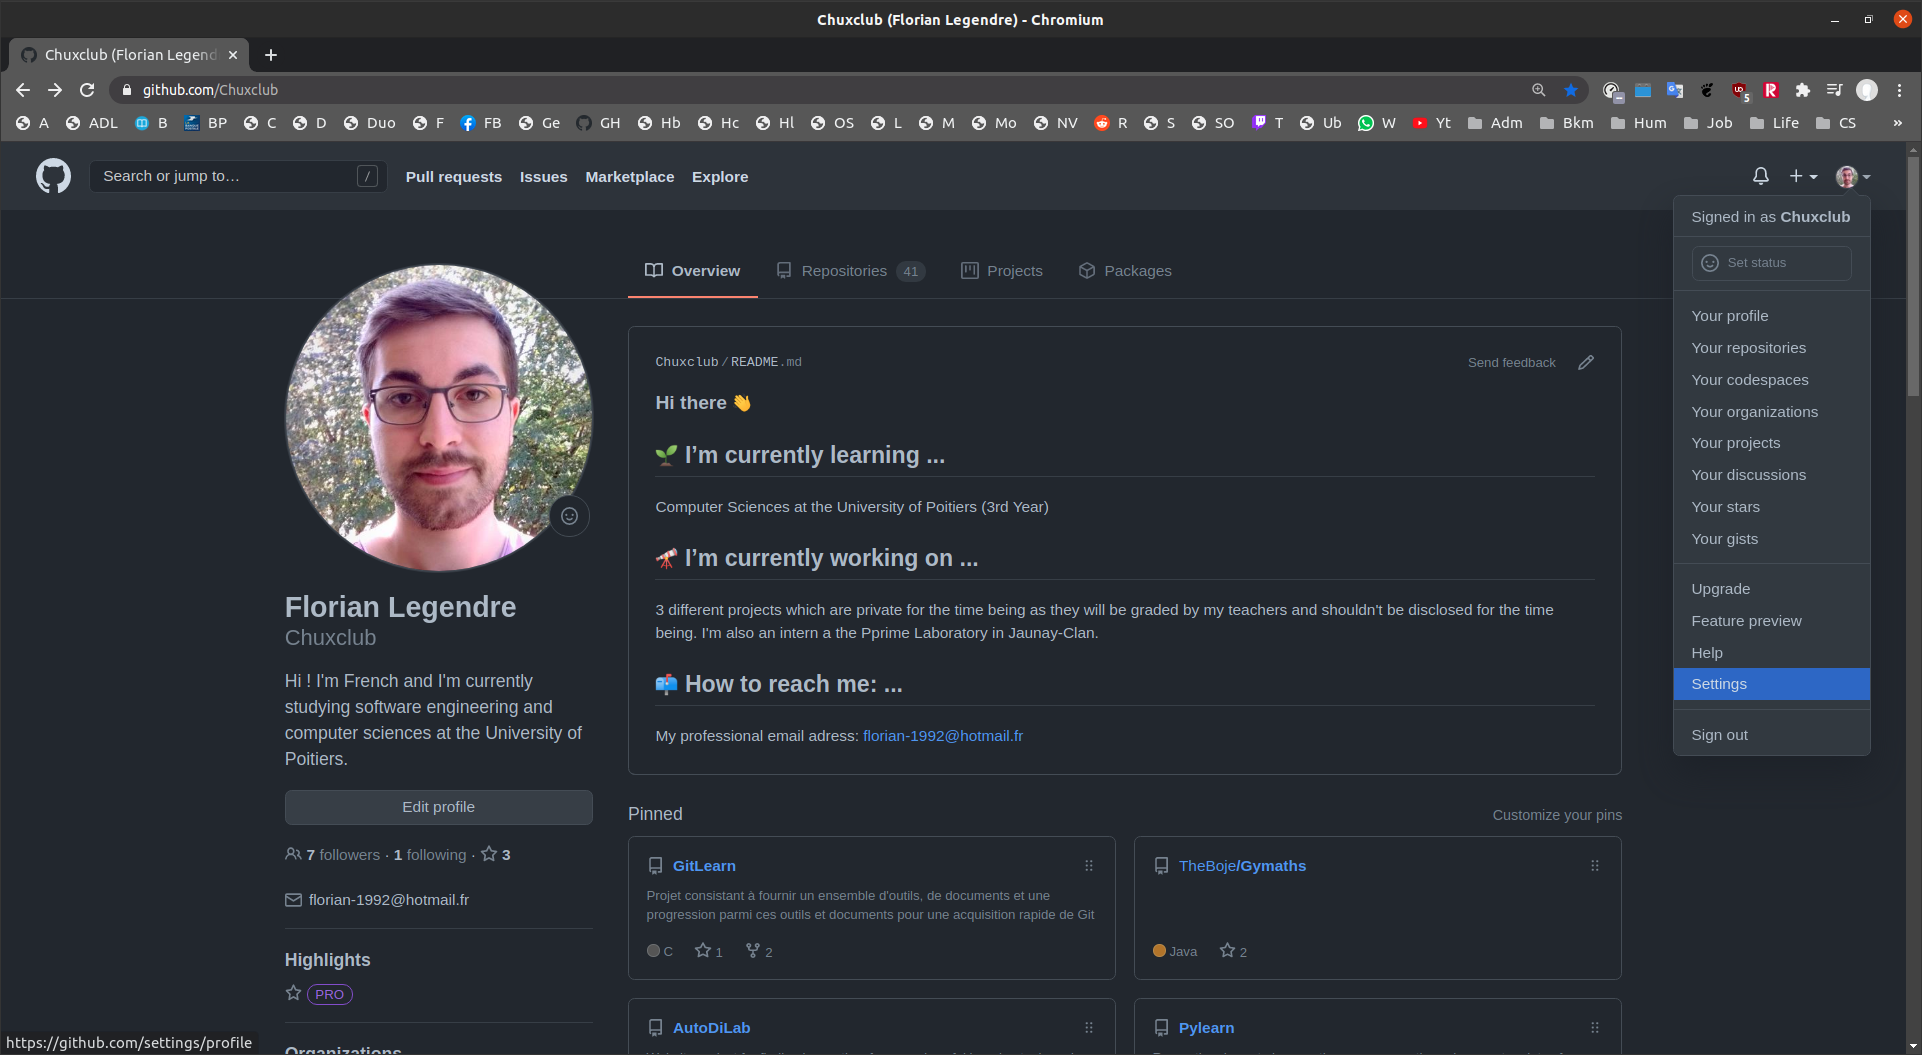 Chuxclub (Florian Legendre) - Chromium
Chuxclub (Florian Legend
github.com/Chuxclub
5
A ADL B BP C D Duo F FB Ge GH Hb Hc Hl OS L M Mo NV R S SO T Ub W Yt Adm Bkm Hum Job Life CS »
Search or jump to… /
Pull requests Issues Marketplace Explore
Signed in as Chuxclub
Set status
Your profile
Your repositories
Your codespaces
Your organizations
Your projects
Your discussions
Your stars
Your gists
Upgrade
Feature preview
Help
Settings
Sign out
Overview Repositories 41 Projects Packages
Florian Legendre
Chuxclub
Hi ! I'm French and I'm currently
studying software engineering and
computer sciences at the University of
Poitiers.
Edit profile
7 followers · 1 following · 3
florian-1992@hotmail.fr
Highlights
PRO
Organizations
Chuxclub/README.md
Send feedback
Hi there 👋
🌱 I’m currently learning ...
Computer Sciences at the University of Poitiers (3rd Year)
🔭 I’m currently working on ...
3 different projects which are private for the time being as they will be graded by my teachers and shouldn't be disclosed for the time
being. I'm also an intern a the Pprime Laboratory in Jaunay-Clan.
📫 How to reach me: ...
My professional email adress: florian-1992@hotmail.fr
Pinned
Customize your pins
GitLearn
Projet consistant à fournir un ensemble d'outils, de documents et une
progression parmi ces outils et documents pour une acquisition rapide de Git
C 1 2
TheBoje/Gymaths
Java 2
AutoDiLab
Pylearn
https://github.com/settings/profile